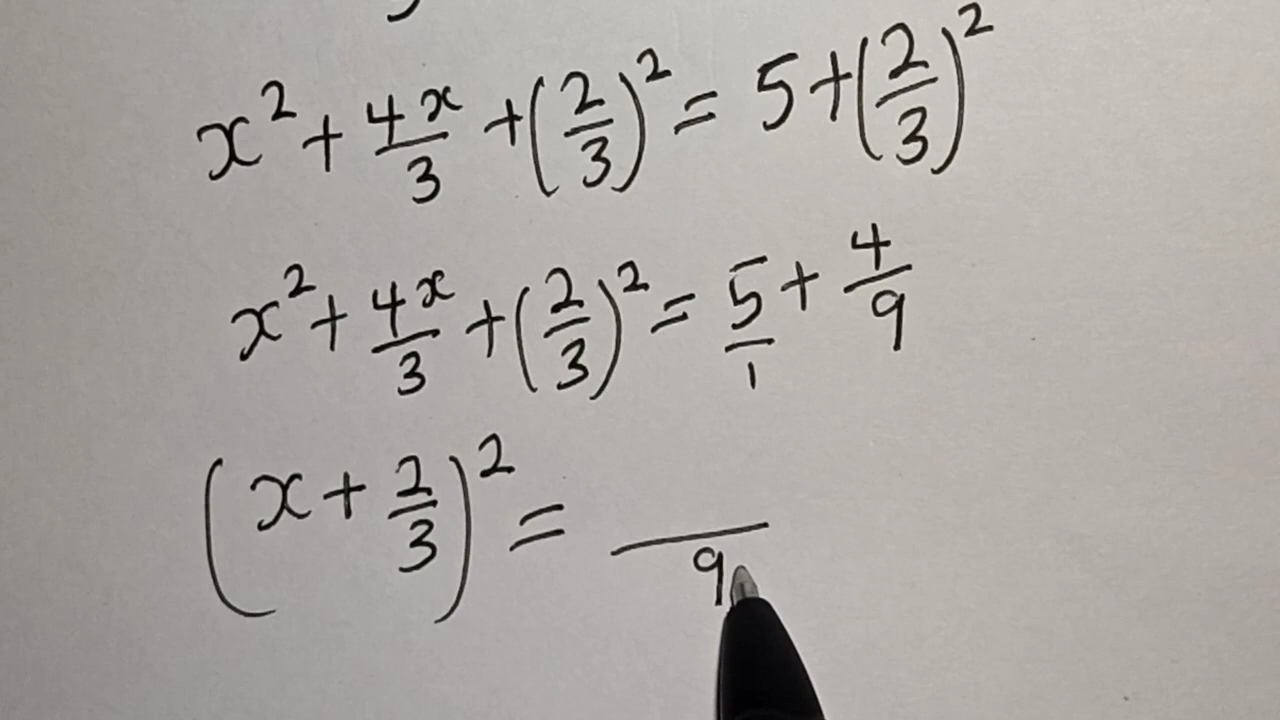 x² + 4x/3 + (2/3)² = 5 + (2/3)²
x² + 4x/3 + (2/3)² = 5/1 + 4/9
(x + 2/3)² = /9